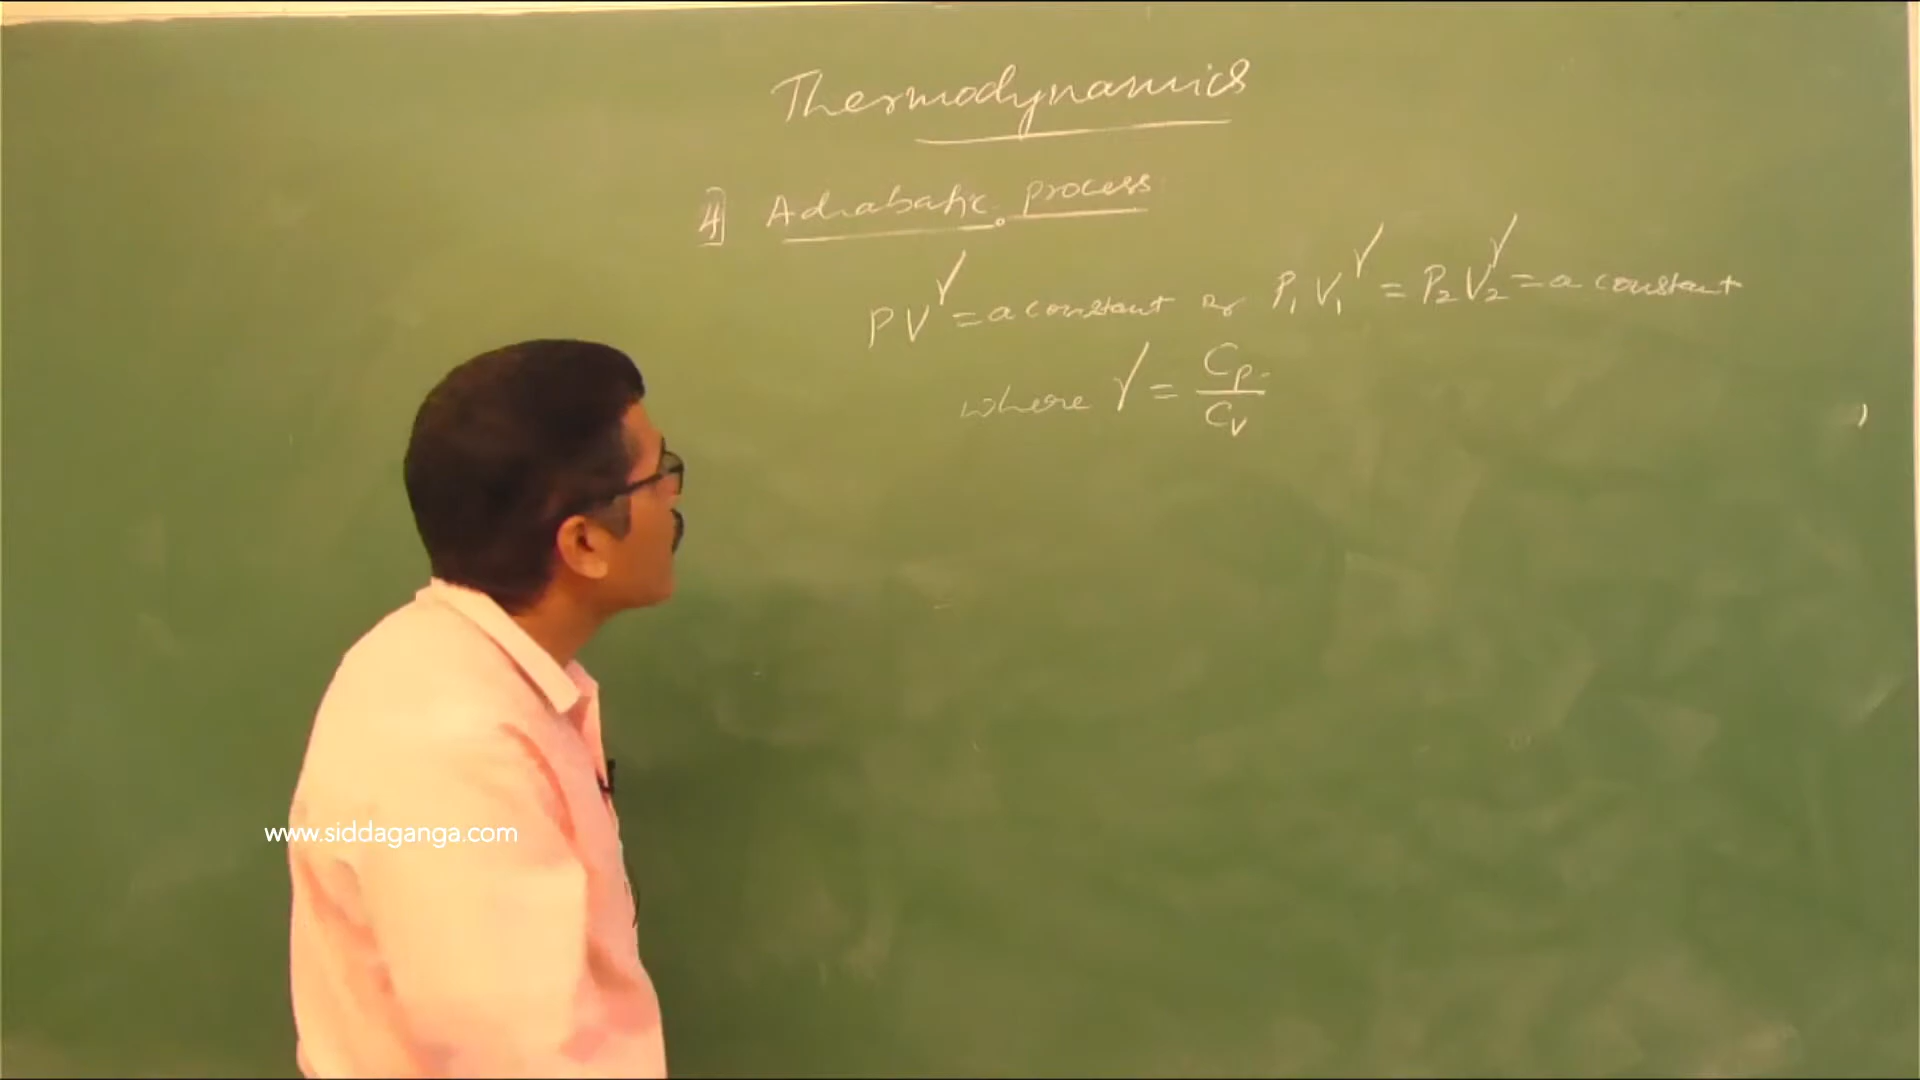 Thermodynamics
4] Adiabatic process
PV^γ = a constant or P₁V₁^γ = P₂V₂^γ = a constant
where γ = Cp/Cv
www.siddaganga.com